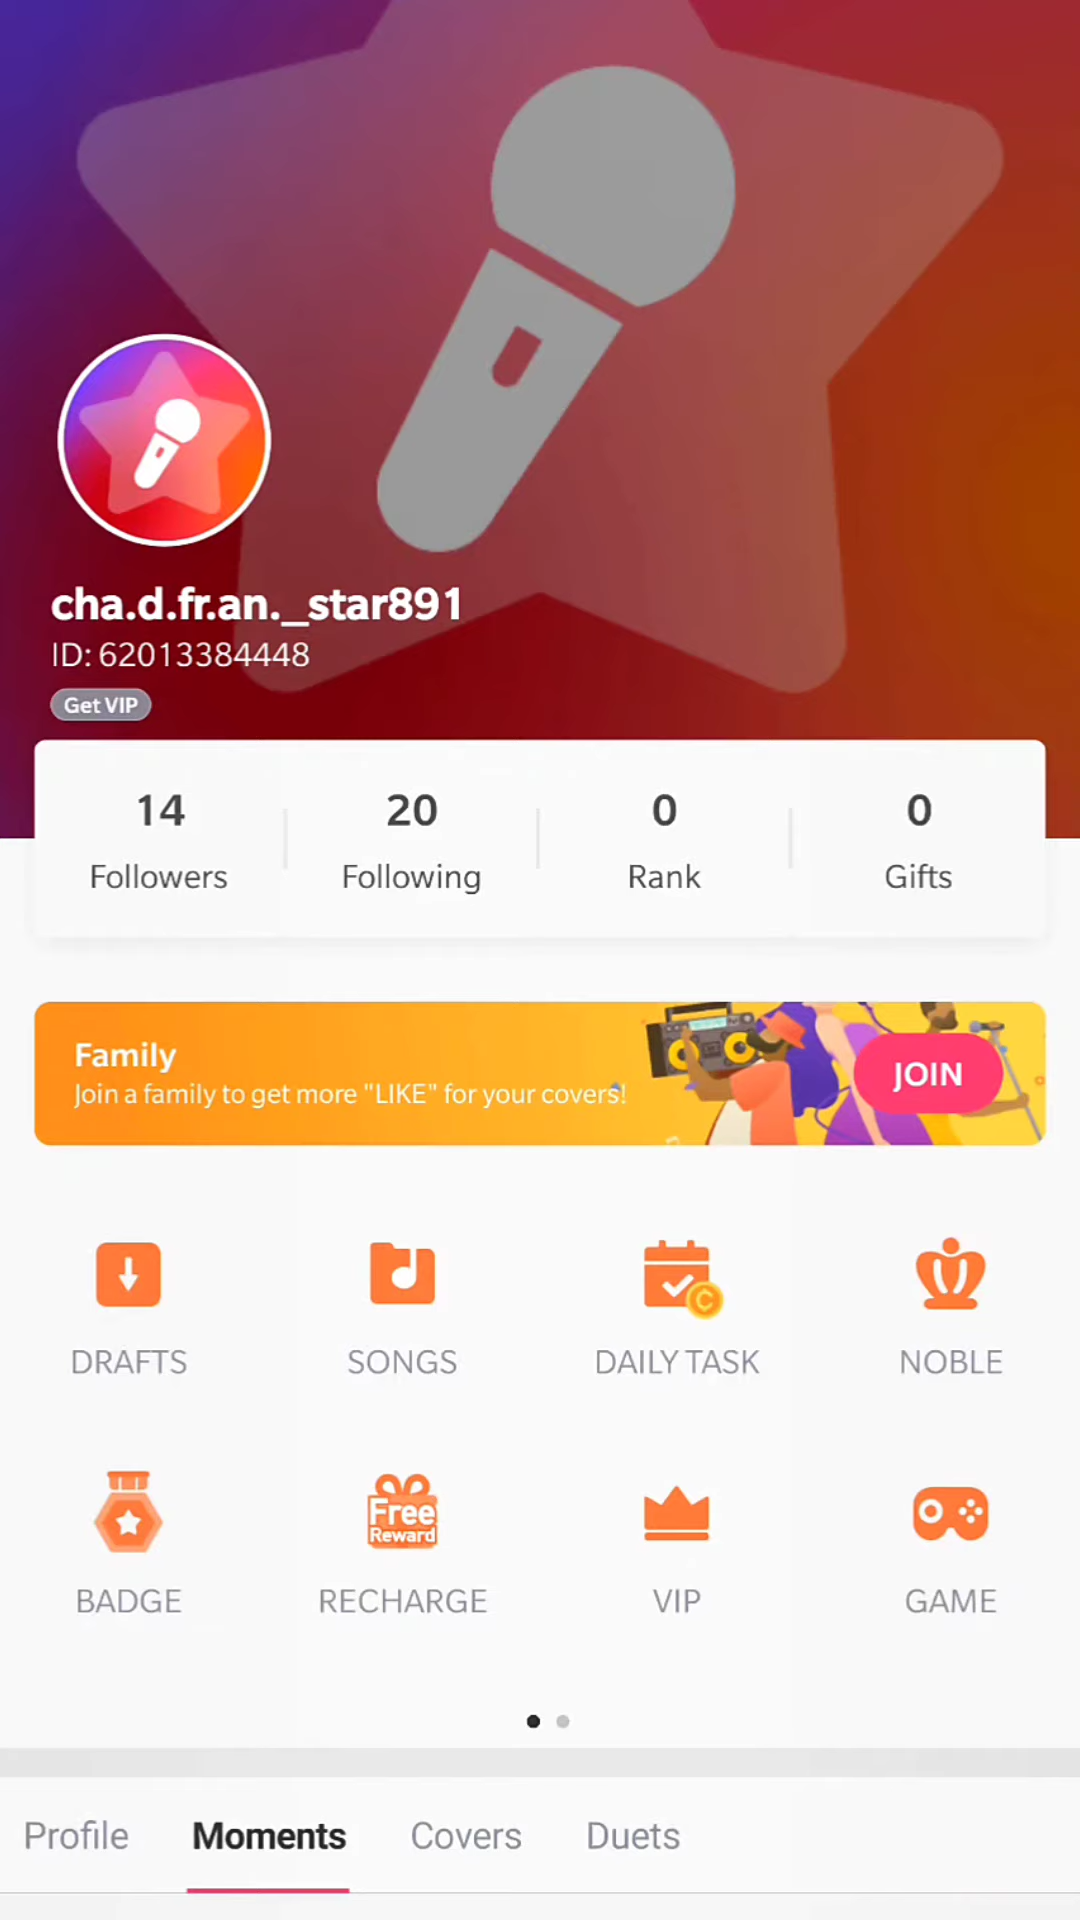 cha.d.fr.an._star891
ID: 62013384448
Get VIP
14 20 0 0
Followers Following Rank Gifts
Family
Join a family to get more "LIKE" for your covers!
JOIN
DRAFTS SONGS DAILY TASK NOBLE
Free
Reward
BADGE RECHARGE VIP GAME
Profile Moments Covers Duets